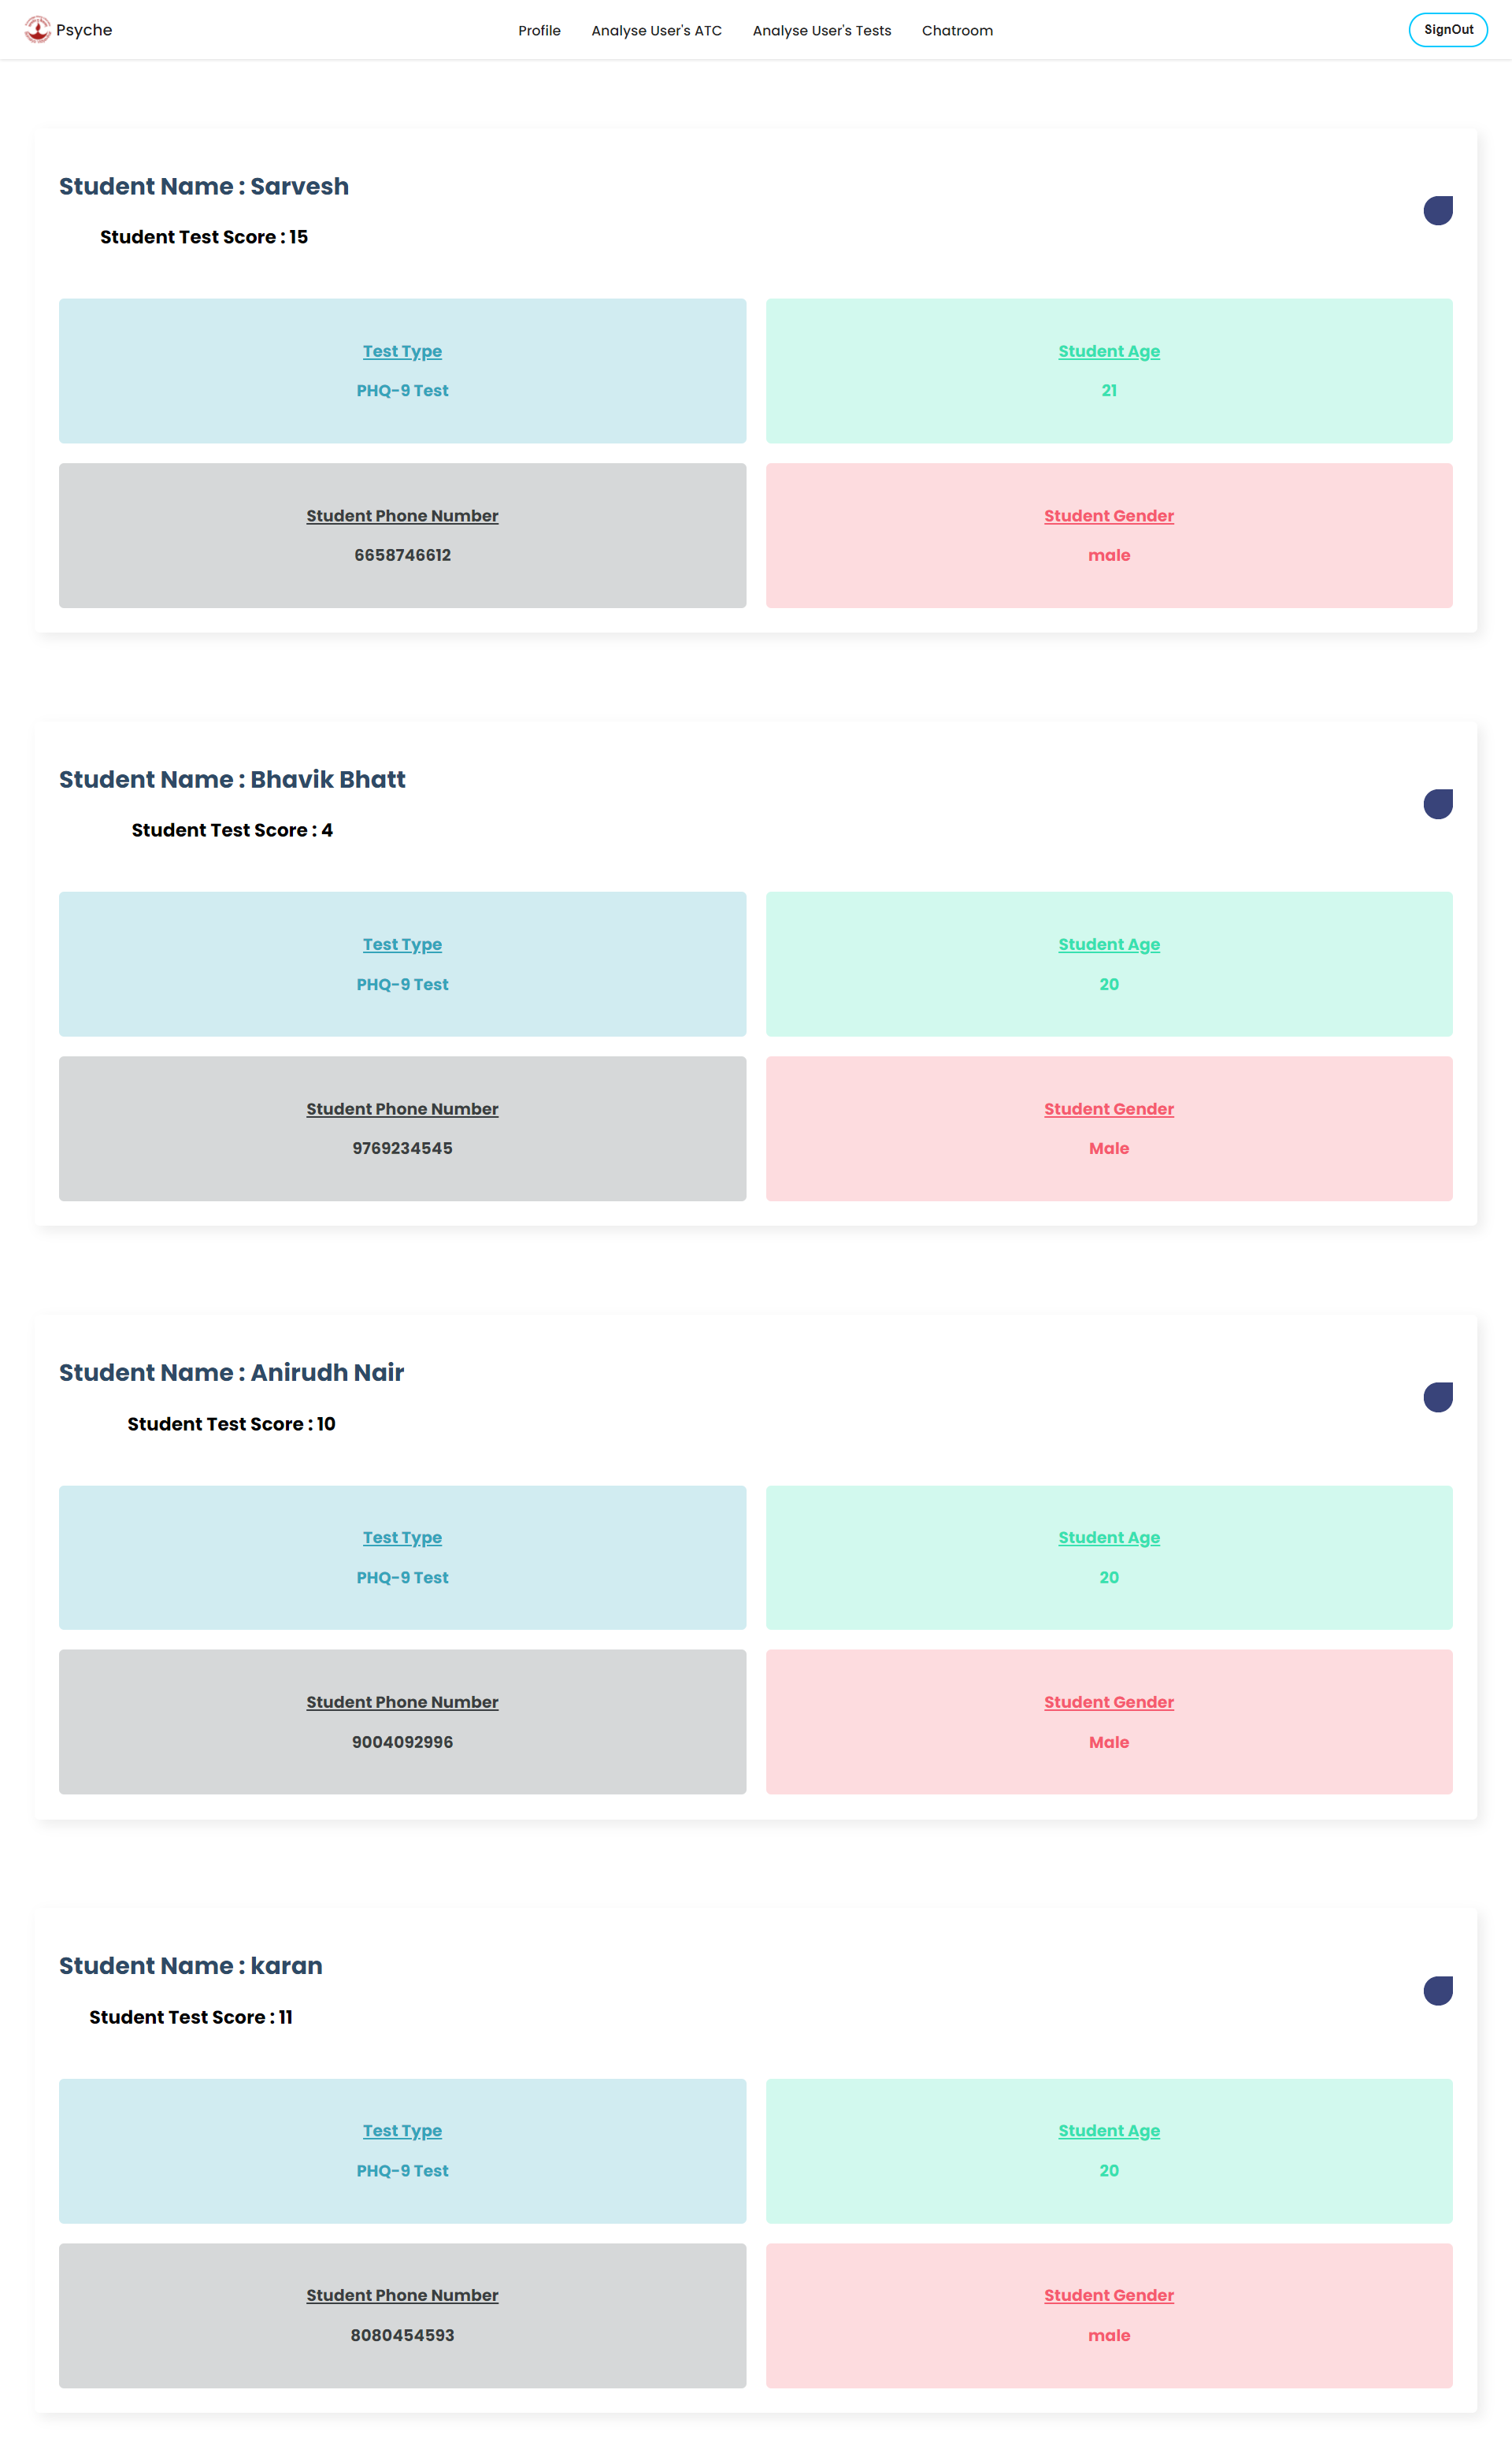 Psyche
Profile
Analyse User's ATC
Analyse User's Tests
Chatroom
SignOut
Student Name : Sarvesh
Student Test Score : 15
Test Type
PHQ-9 Test
Student Age
21
Student Phone Number
6658746612
Student Gender
male
Student Name : Bhavik Bhatt
Student Test Score : 4
Test Type
PHQ-9 Test
Student Age
20
Student Phone Number
9769234545
Student Gender
Male
Student Name : Anirudh Nair
Student Test Score : 10
Test Type
PHQ-9 Test
Student Age
20
Student Phone Number
9004092996
Student Gender
Male
Student Name : karan
Student Test Score : 11
Test Type
PHQ-9 Test
Student Age
20
Student Phone Number
8080454593
Student Gender
male